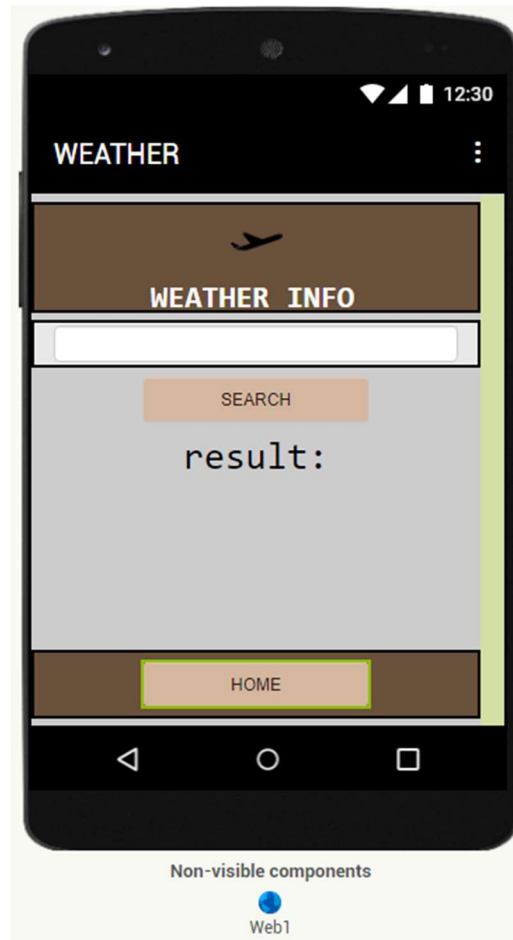 12:30
WEATHER
WEATHER INFO
SEARCH
result:
HOME
Non-visible components
Web1